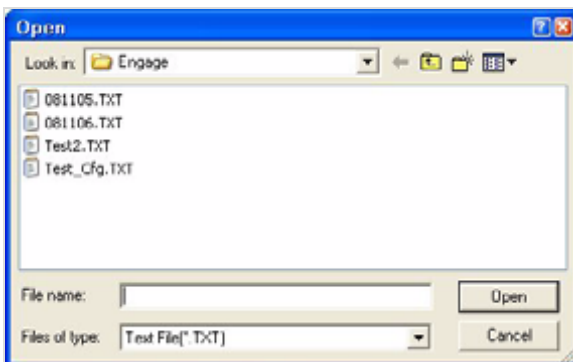 Open
Look in: Engage
081105.TXT
081106.TXT
Test2.TXT
Test_Cfg.TXT
File name:
Open
Files of type: Text File(*.TXT)
Cancel